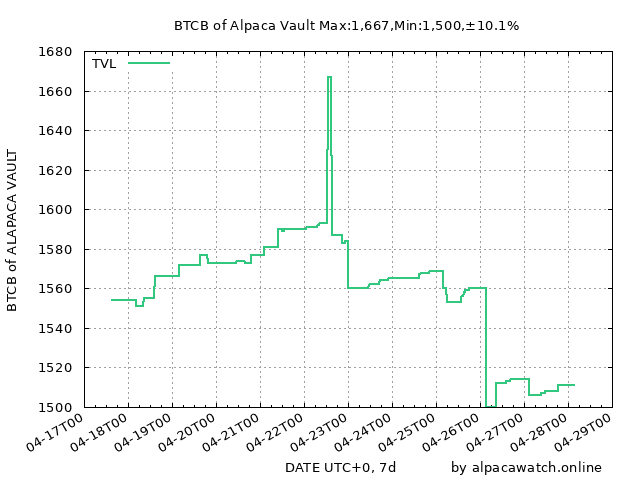 BTCB of Alpaca Vault Max:1,667,Min:1,500,±10.1%
TVL
BTCB of ALAPACA VAULT
1680
1660
1640
1620
1600
1580
1560
1540
1520
1500
04-17T00
04-18T00
04-19T00
04-20T00
04-21T00
04-22T00
04-23T00
04-24T00
04-25T00
04-26T00
04-27T00
04-28T00
04-29T00
DATE UTC+0, 7d
by alpacawatch.online